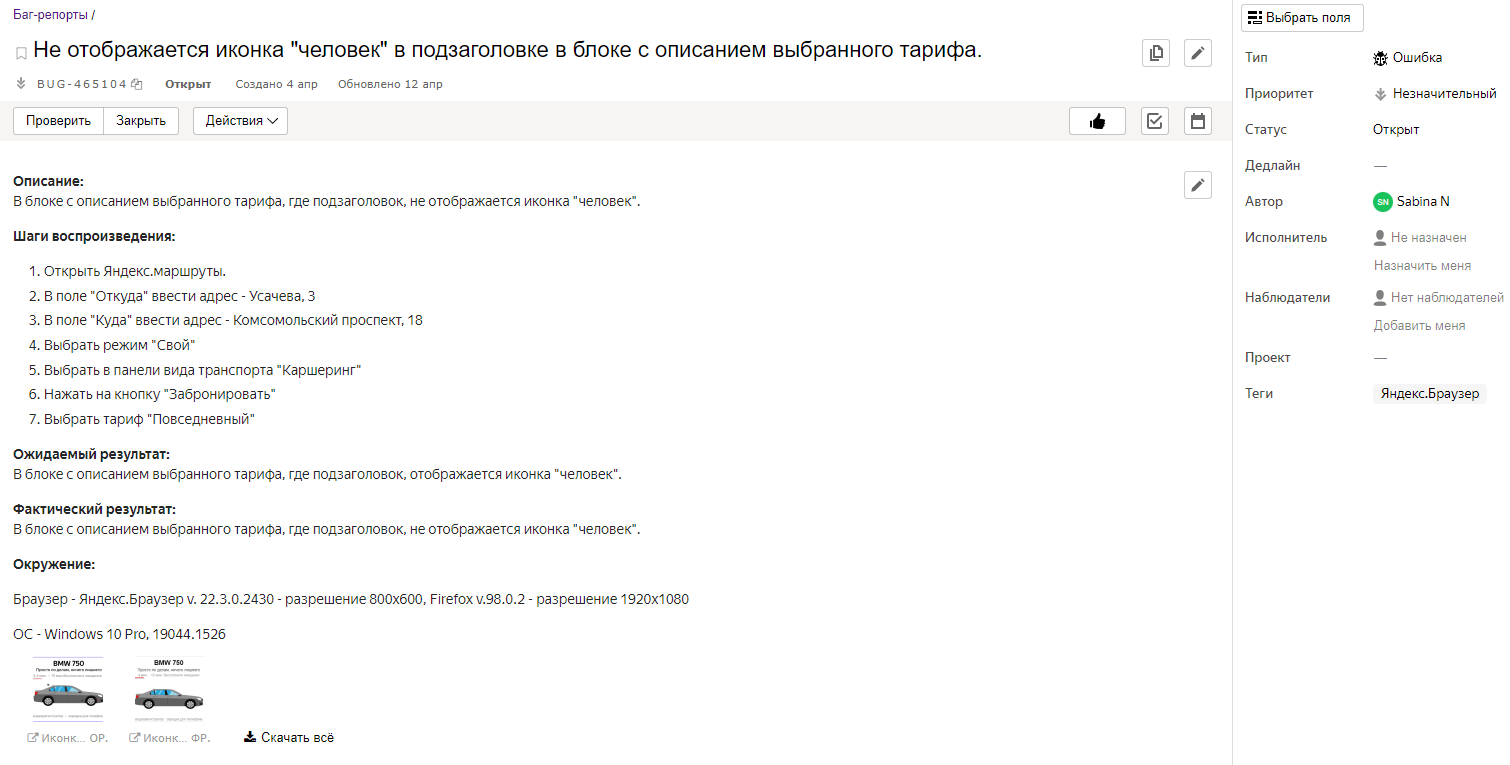 Баг-репорты /
Не отображается иконка "человек" в подзаголовке в блоке с описанием выбранного тарифа.
BUG-465104 Открыт Создано 4 апр Обновлено 12 апр
Проверить Закрыть Действия
Описание:
В блоке с описанием выбранного тарифа, где подзаголовок, не отображается иконка "человек".
Шаги воспроизведения:
1. Открыть Яндекс.маршруты.
2. В поле "Откуда" ввести адрес - Усачева, 3
3. В поле "Куда" ввести адрес - Комсомольский проспект, 18
4. Выбрать режим "Свой"
5. Выбрать в панели вида транспорта "Каршеринг"
6. Нажать на кнопку "Забронировать"
7. Выбрать тариф "Повседневный"
Ожидаемый результат:
В блоке с описанием выбранного тарифа, где подзаголовок, отображается иконка "человек".
Фактический результат:
В блоке с описанием выбранного тарифа, где подзаголовок, не отображается иконка "человек".
Окружение:
Браузер - Яндекс.Браузер v. 22.3.0.2430 - разрешение 800x600, Firefox v.98.0.2 - разрешение 1920x1080
ОС - Windows 10 Pro, 19044.1526
BMW 750 BMW 750
Иконк... ОР. Иконк... ФР. Скачать всё
Выбрать поля
Тип Ошибка
Приоритет Незначительный
Статус Открыт
Дедлайн —
Автор SN Sabina N
Исполнитель Не назначен
Назначить меня
Наблюдатели Нет наблюдателей
Добавить меня
Проект —
Теги Яндекс.Браузер